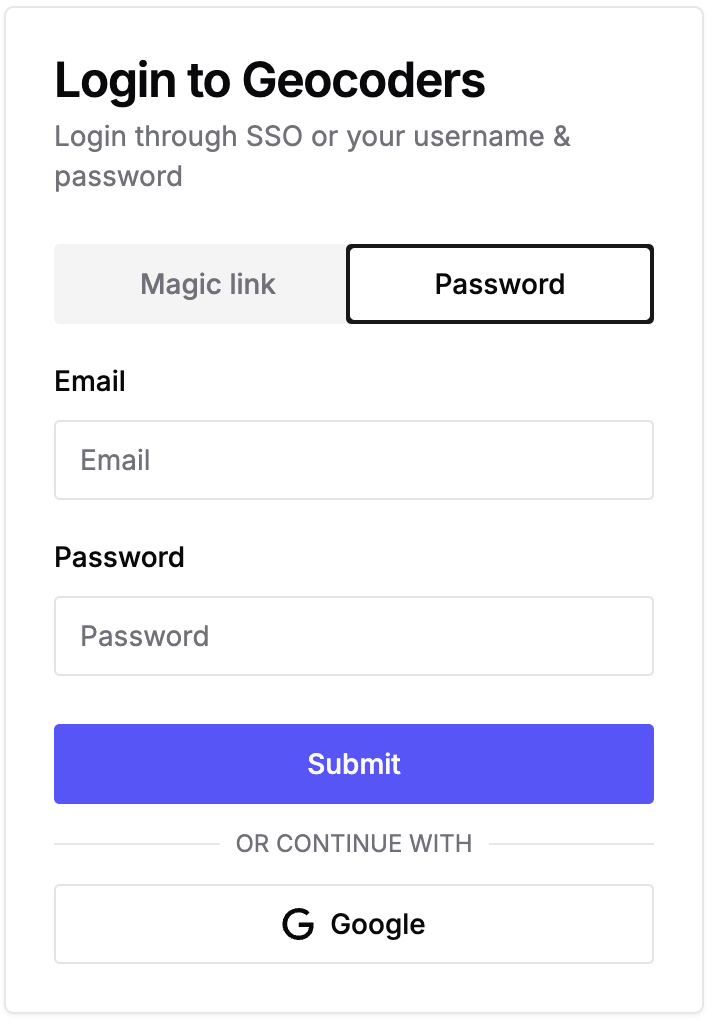 Login to Geocoders
Login through SSO or your username &
password
Magic link
Password
Email
Email
Password
Password
Submit
OR CONTINUE WITH
Google